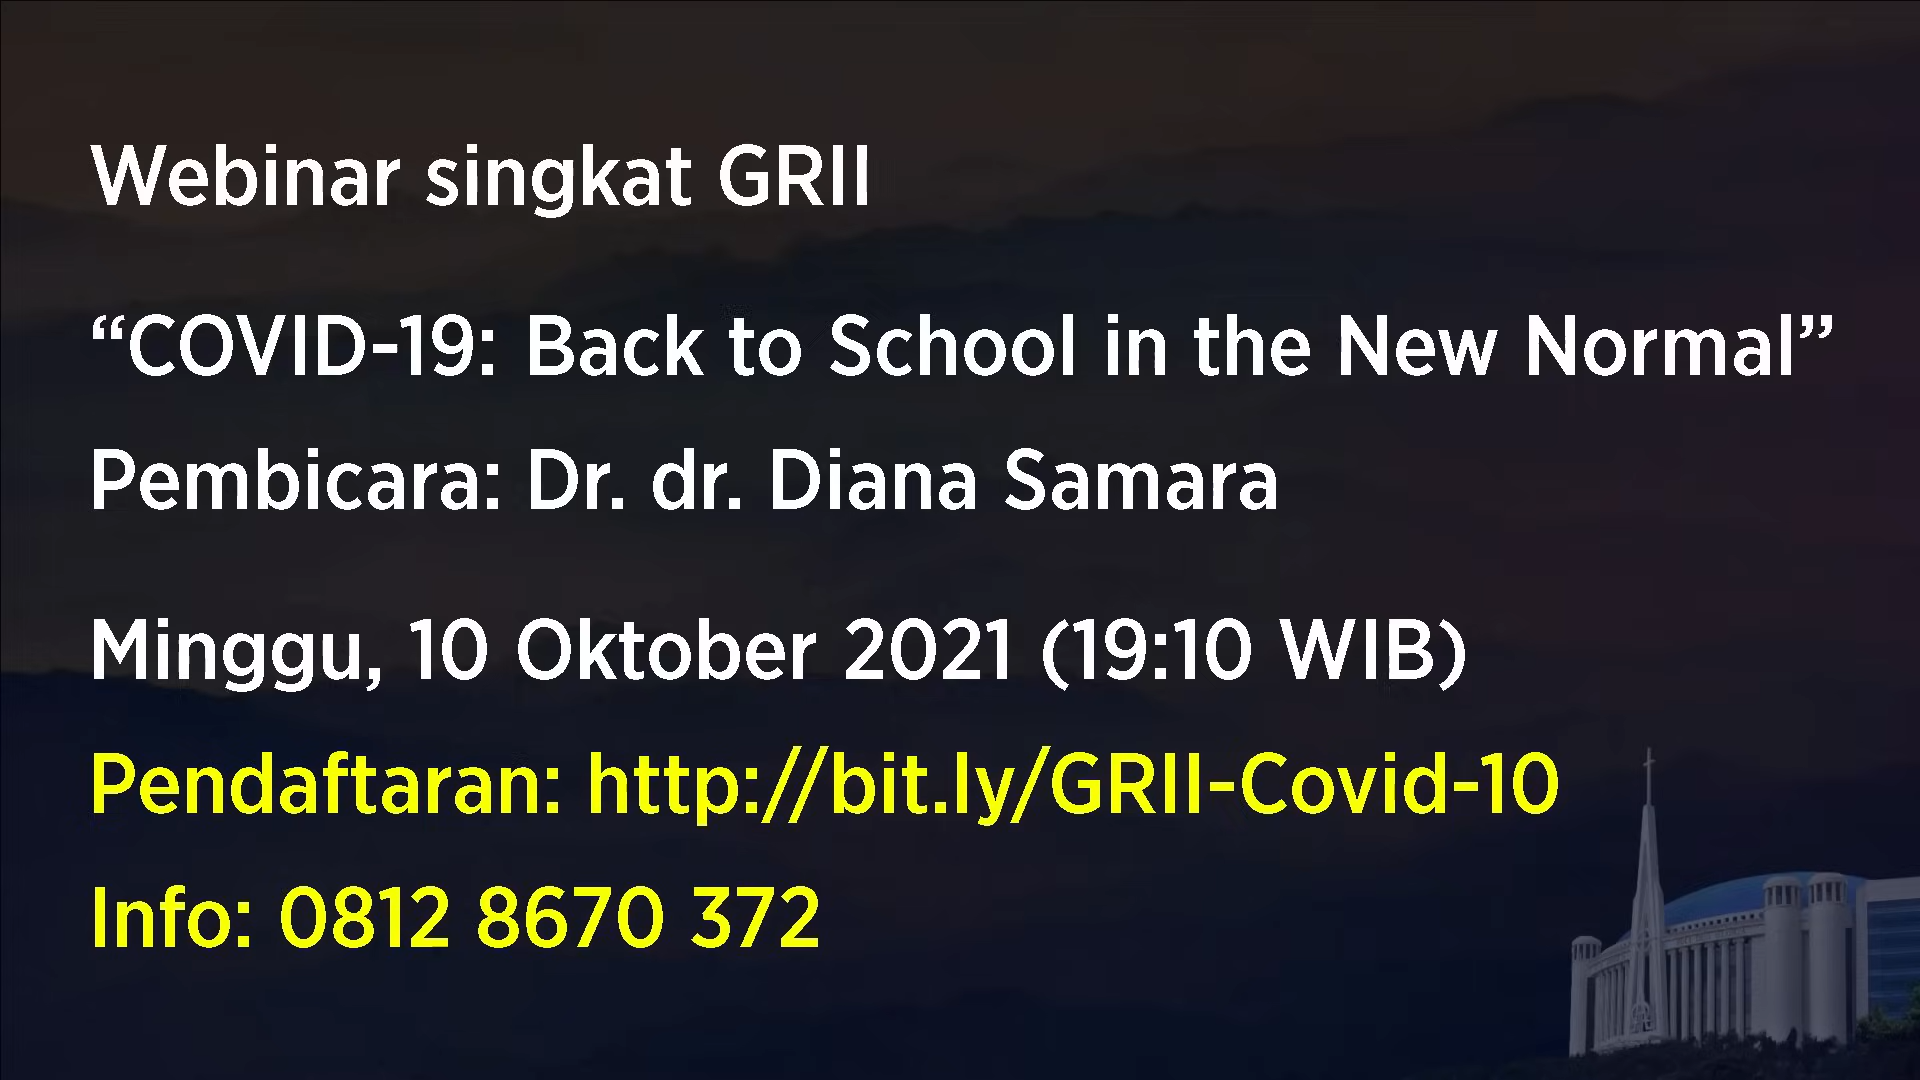 Webinar singkat GRII
“COVID-19: Back to School in the New Normal”
Pembicara: Dr. dr. Diana Samara
Minggu, 10 Oktober 2021 (19:10 WIB)
Pendaftaran: http://bit.ly/GRII-Covid-10
Info: 0812 8670 372